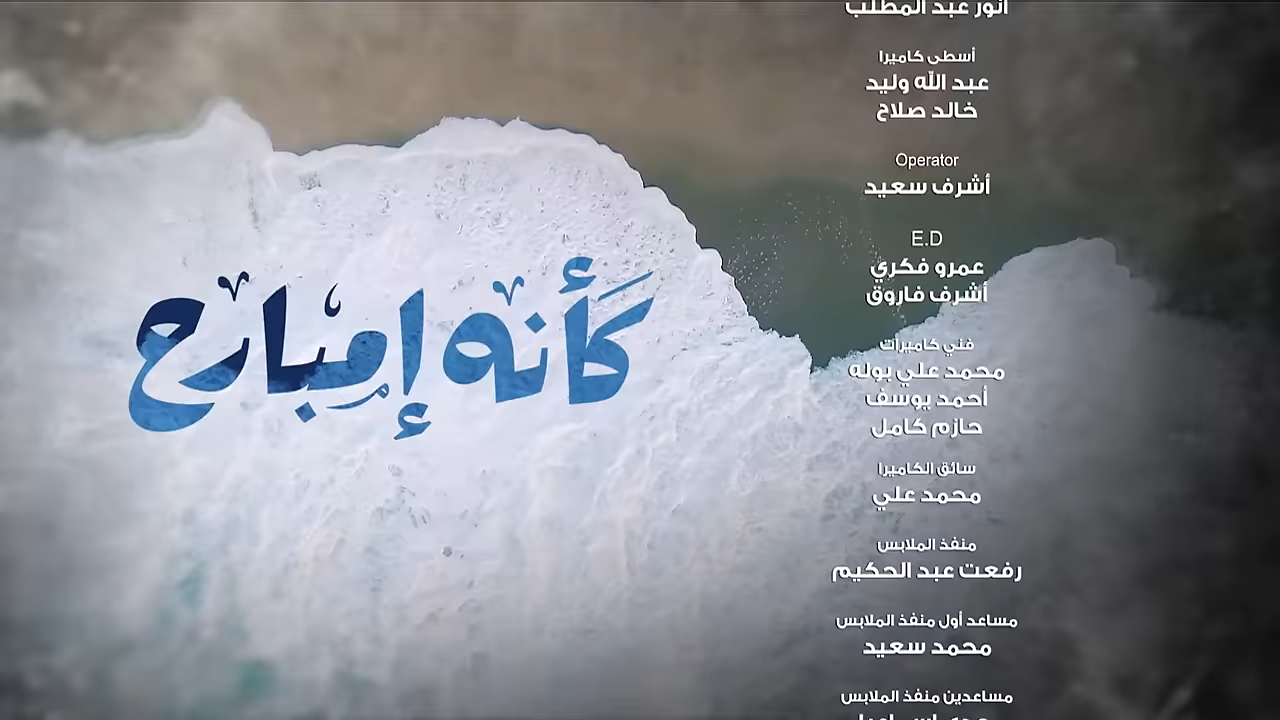 كأنه إمبارح
أنور عبد المطلب
أسطى كاميرا
عبد الله وليد
خالد صلاح
Operator
أشرف سعيد
E.D
عمرو فكري
أشرف فاروق
فني كاميرات
محمد علي بوله
أحمد يوسف
حازم كامل
سائق الكاميرا
محمد علي
منفذ الملابس
رفعت عبد الحكيم
مساعد أول منفذ الملابس
محمد سعيد
مساعدين منفذ الملابس